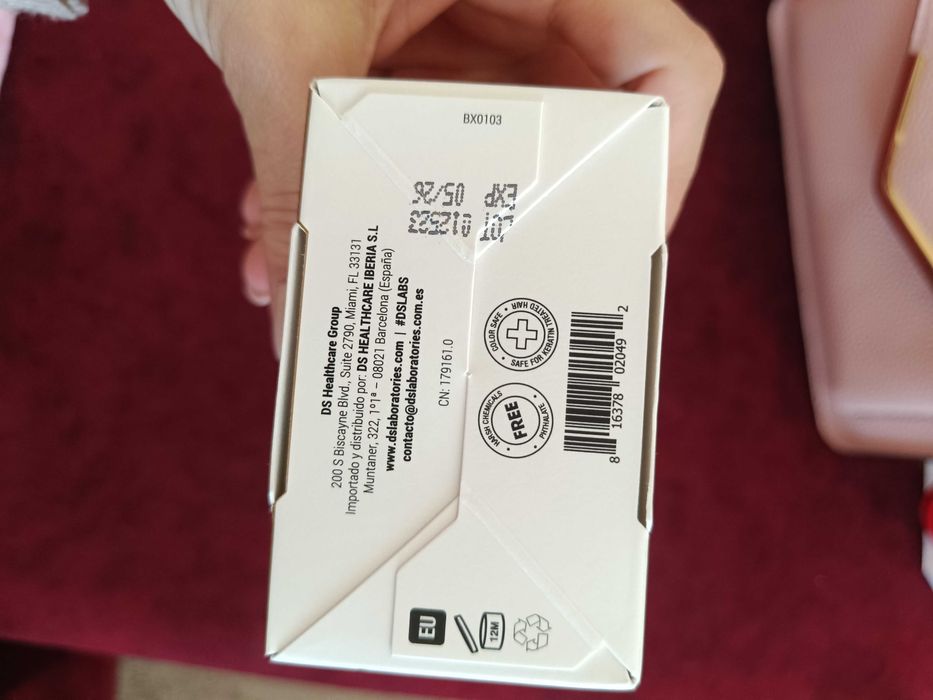 BX0103
EXP 05/26
LOT
DS Healthcare Group
200 S Biscayne Blvd., Suite 2790, Miami, FL 33131
Importado y distribuido por: DS HEALTHCARE IBERIA S.L
Muntaner, 322, 1º1ª – 08021 Barcelona (España)
www.dslaboratories.com | #DSLABS
contacto@dslaboratories.com.es
CN: 179161.0
• COLOR SAFE •
SAFE FOR KERATIN TREATED HAIR
• HARSH CHEMICALS •
FREE
PHTHALATE
8 16378 02049 2
EU
12M